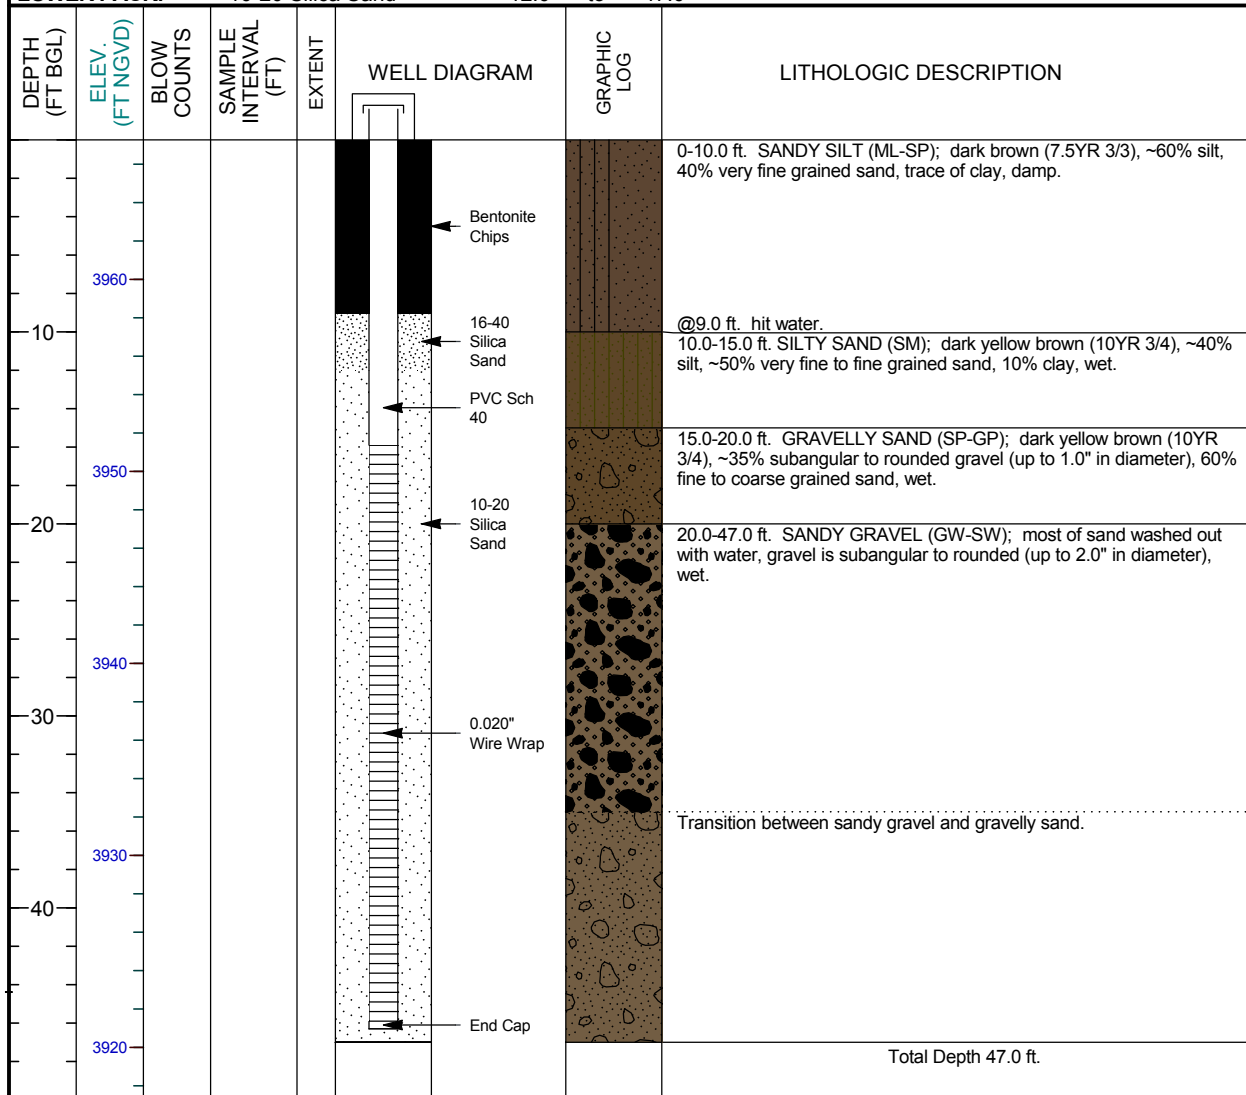 DEPTH
(FT BGL)
ELEV.
(FT NGVD)
BLOW
COUNTS
SAMPLE
INTERVAL
(FT)
EXTENT
WELL DIAGRAM
GRAPHIC
LOG
LITHOLOGIC DESCRIPTION
0-10.0 ft. SANDY SILT (ML-SP); dark brown (7.5YR 3/3), ~60% silt,
40% very fine grained sand, trace of clay, damp.
Bentonite
Chips
3960
16-40
Silica
Sand
@9.0 ft. hit water.
10
10.0-15.0 ft. SILTY SAND (SM); dark yellow brown (10YR 3/4), ~40%
silt, ~50% very fine to fine grained sand, 10% clay, wet.
PVC Sch
40
15.0-20.0 ft. GRAVELLY SAND (SP-GP); dark yellow brown (10YR
3/4), ~35% subangular to rounded gravel (up to 1.0" in diameter), 60%
fine to coarse grained sand, wet.
3950
10-20
Silica
Sand
20
20.0-47.0 ft. SANDY GRAVEL (GW-SW); most of sand washed out
with water, gravel is subangular to rounded (up to 2.0" in diameter),
wet.
3940
30
0.020"
Wire Wrap
Transition between sandy gravel and gravelly sand.
3930
40
End Cap
3920
Total Depth 47.0 ft.